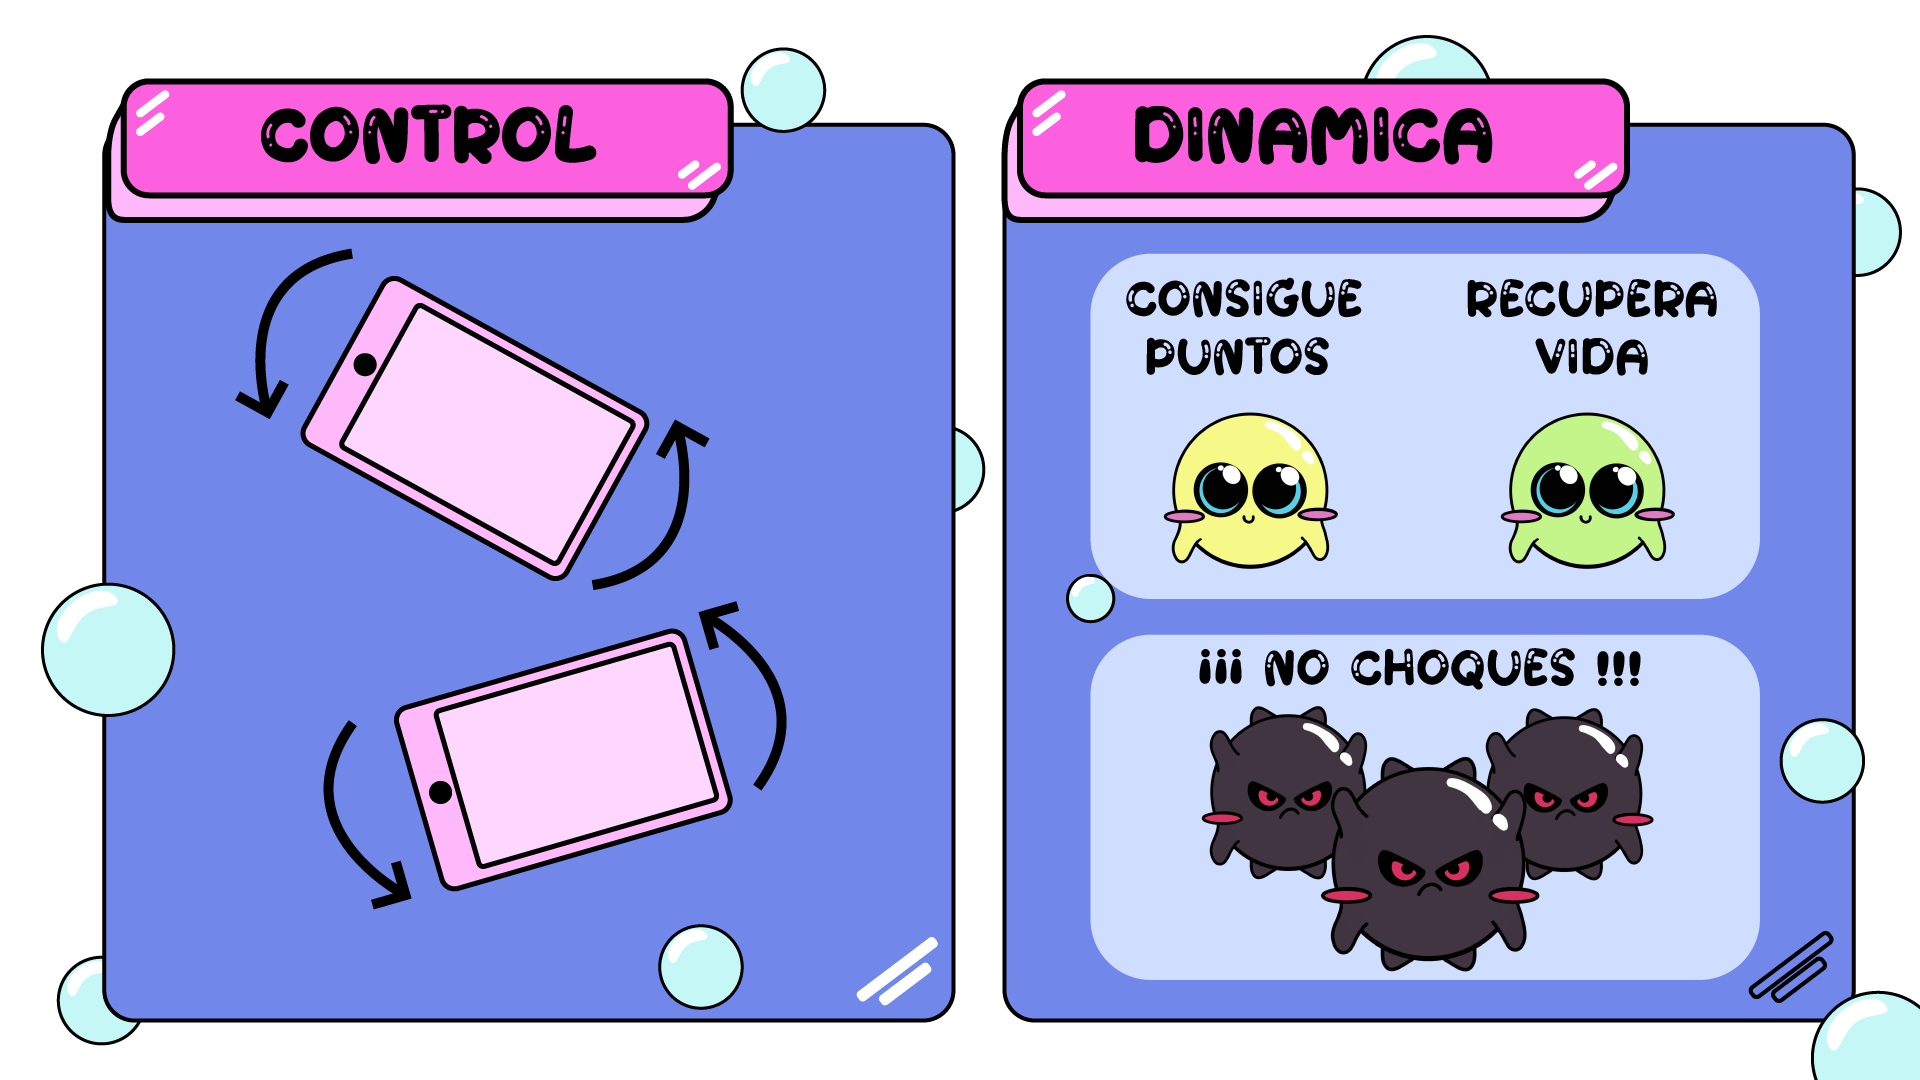 CONTROL
DINAMICA
CONSIGUE
PUNTOS
RECUPERA
VIDA
¡¡¡ NO CHOQUES !!!